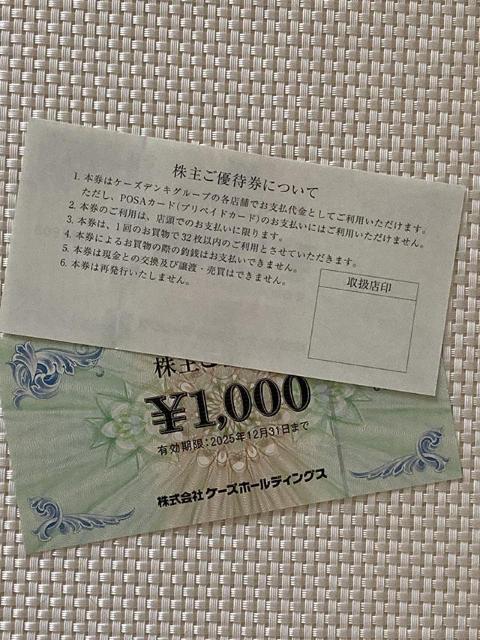 株主ご優待券について
1. 本券はケーズデンキグループの各店舗でお支払代金としてご利用いただけます。
ただし、POSAカード(プリペイドカード)のお支払いにはご利用いただけません。
2. 本券のご利用は、店頭でのお支払いに限ります。
3. 本券は、1回のお買物で32枚以内のご利用とさせていただきます。
4. 本券によるお買物の際の釣銭はお支払いできません。
5. 本券は現金との交換及び譲渡・売買はできません。
6. 本券は再発行いたしません。
取扱店印
株主ご
¥1,000
有効期限:2025年12月31日まで
株式会社ケーズホールディングス